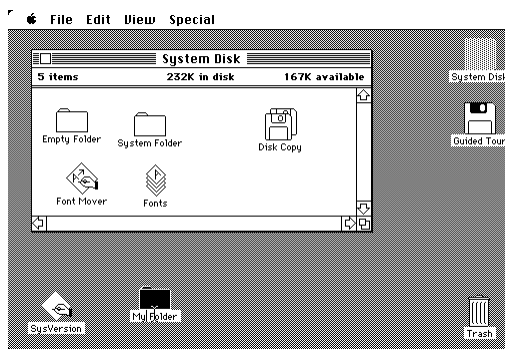 File Edit View Special
System Disk
5 items 232K in disk 167K available
Empty Folder System Folder Disk Copy
Font Mover Fonts
System Disk
Guided Tour
SysVersion My Folder Trash